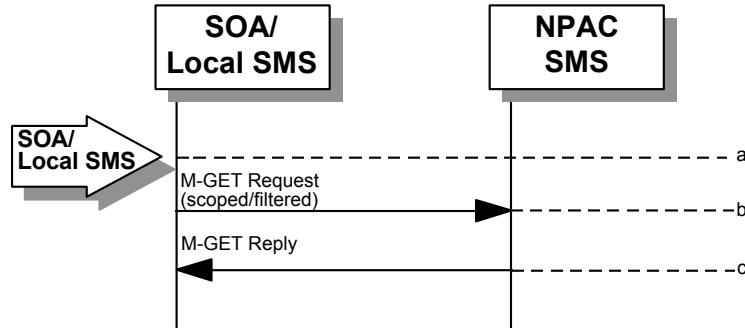 SOA/
Local SMS
NPAC
SMS
SOA/
Local SMS
a
M-GET Request
(scoped/filtered)
b
M-GET Reply
c